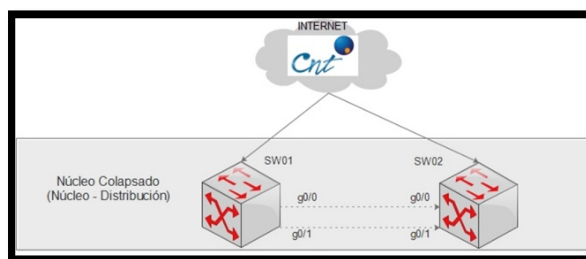 INTERNET
Cnt
SW01
SW02
Núcleo Colapsado
(Núcleo - Distribución)
g0/0
g0/0
g0/1
g0/1